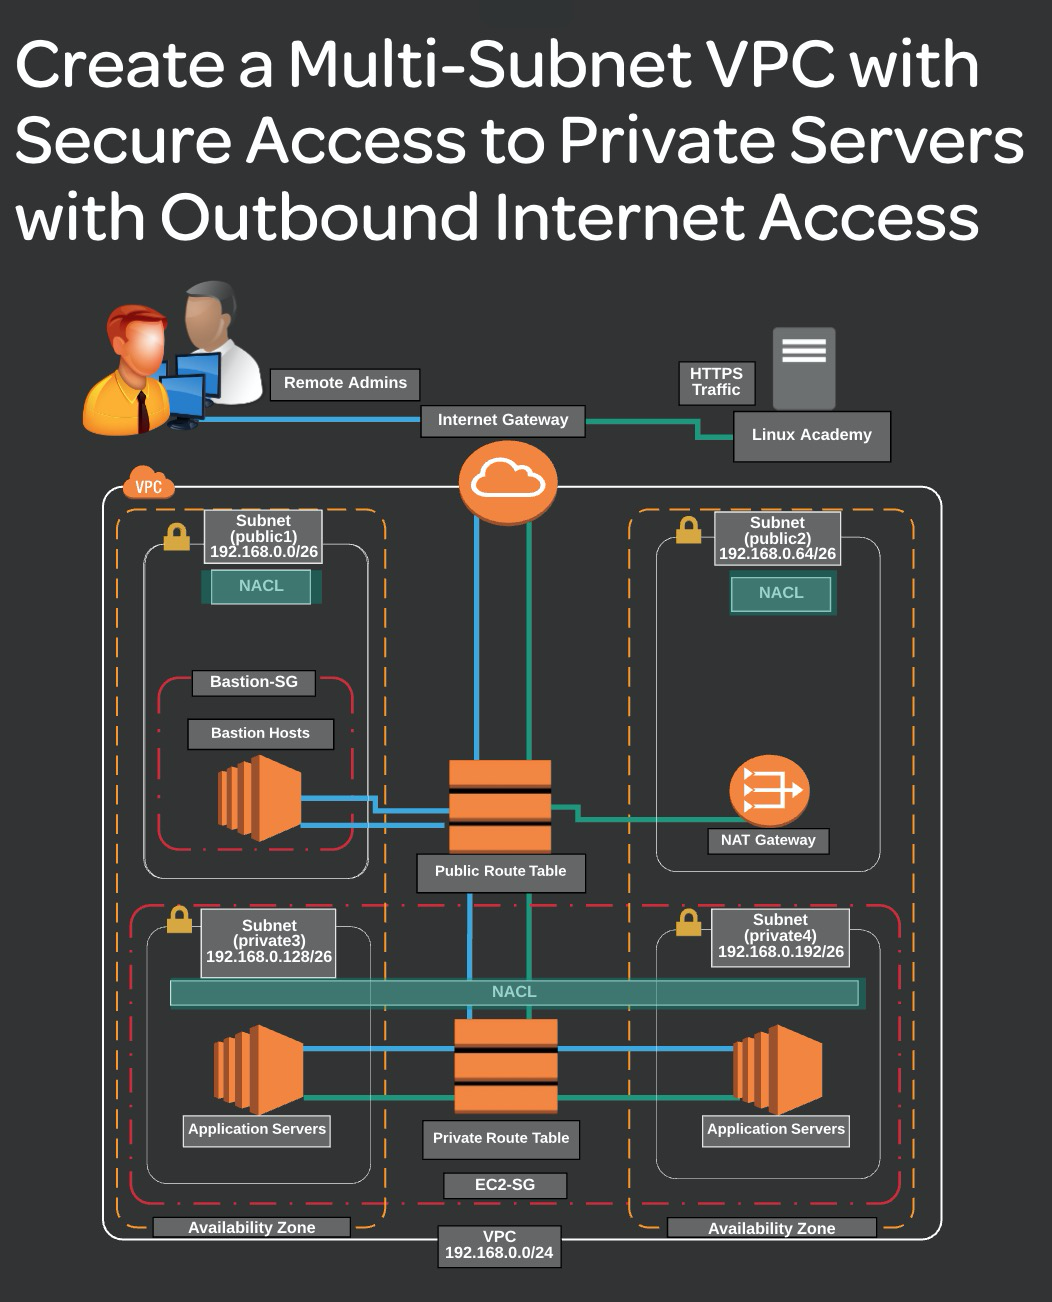 Create a Multi-Subnet VPC with
Secure Access to Private Servers
with Outbound Internet Access
Remote Admins
HTTPS
Traffic
Internet Gateway
Linux Academy
VPC
Subnet
(public1)
192.168.0.0/26
NACL
Subnet
(public2)
192.168.0.64/26
NACL
Bastion-SG
Bastion Hosts
NAT Gateway
Public Route Table
Subnet
(private3)
192.168.0.128/26
Subnet
(private4)
192.168.0.192/26
NACL
Application Servers
Private Route Table
Application Servers
EC2-SG
Availability Zone
Availability Zone
VPC
192.168.0.0/24